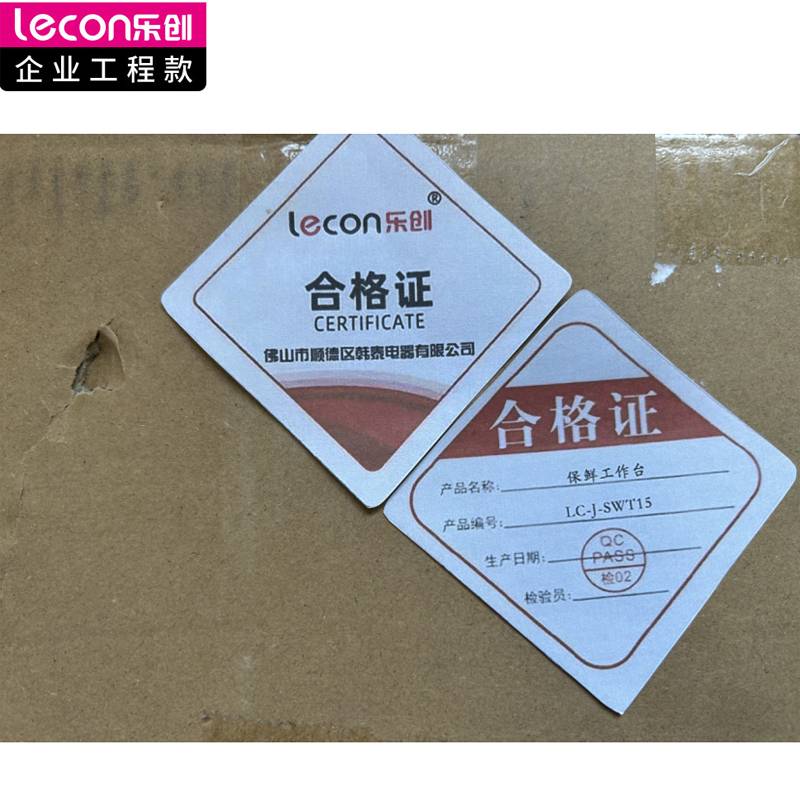 lecon乐创
企业工程款
lecon乐创®
合格证
CERTIFICATE
佛山市顺德区韩泰电器有限公司
合格证
产品名称：保鲜工作台
产品编号：LC-J-SWT15
生产日期：
QC
PASS
检02
检验员：